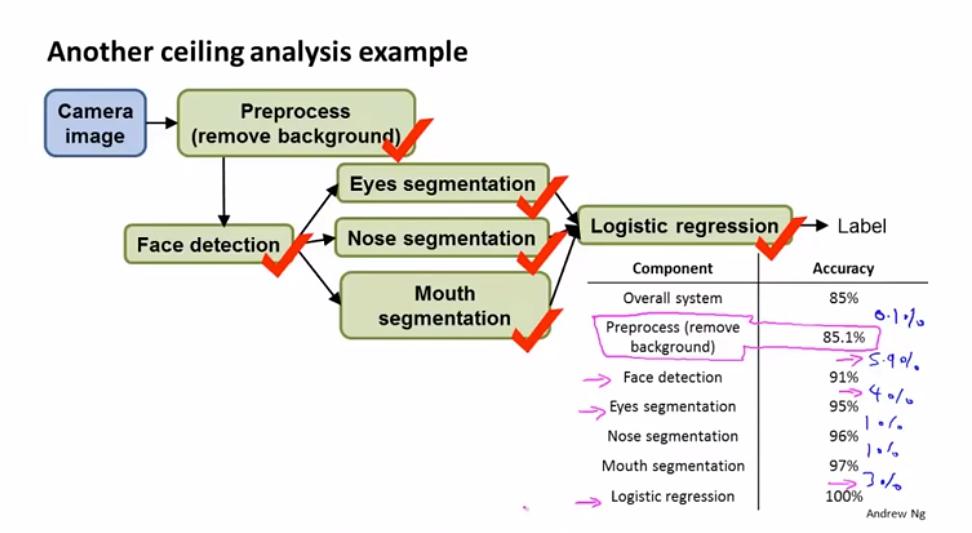 Another ceiling analysis example
Camera
image
Preprocess
(remove background)
Eyes segmentation
Face detection
Nose segmentation
Mouth
segmentation
Logistic regression
Label
Component Accuracy
Overall system 85%
0.1%
Preprocess (remove
background) 85.1%
5.9%
Face detection 91%
4%
Eyes segmentation 95%
1%
Nose segmentation 96%
1%
Mouth segmentation 97%
3%
Logistic regression 100%
Andrew Ng